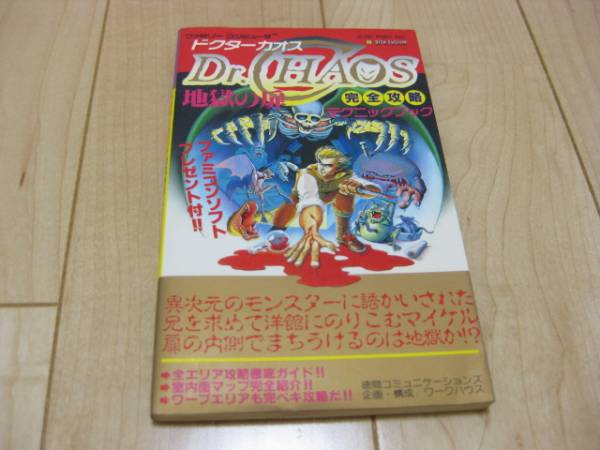 ファミリーコンピュータ
ドクターカオス
Dr. CHAOS
地獄の扉
完全攻略
テクニックブック
ファミコンソフト
プレゼント付!!
異次元のモンスターに誘かいされた
兄を求めて洋館にのりこむマイケル
扉の内側でまちうけるのは地獄か!?
➡全エリア攻略徹底ガイド!!
➡室内面マップ完全紹介!!
➡ワープエリアも完ペキ攻略だ!!
徳間コミュニケーションズ
企画・構成 ワークハウス